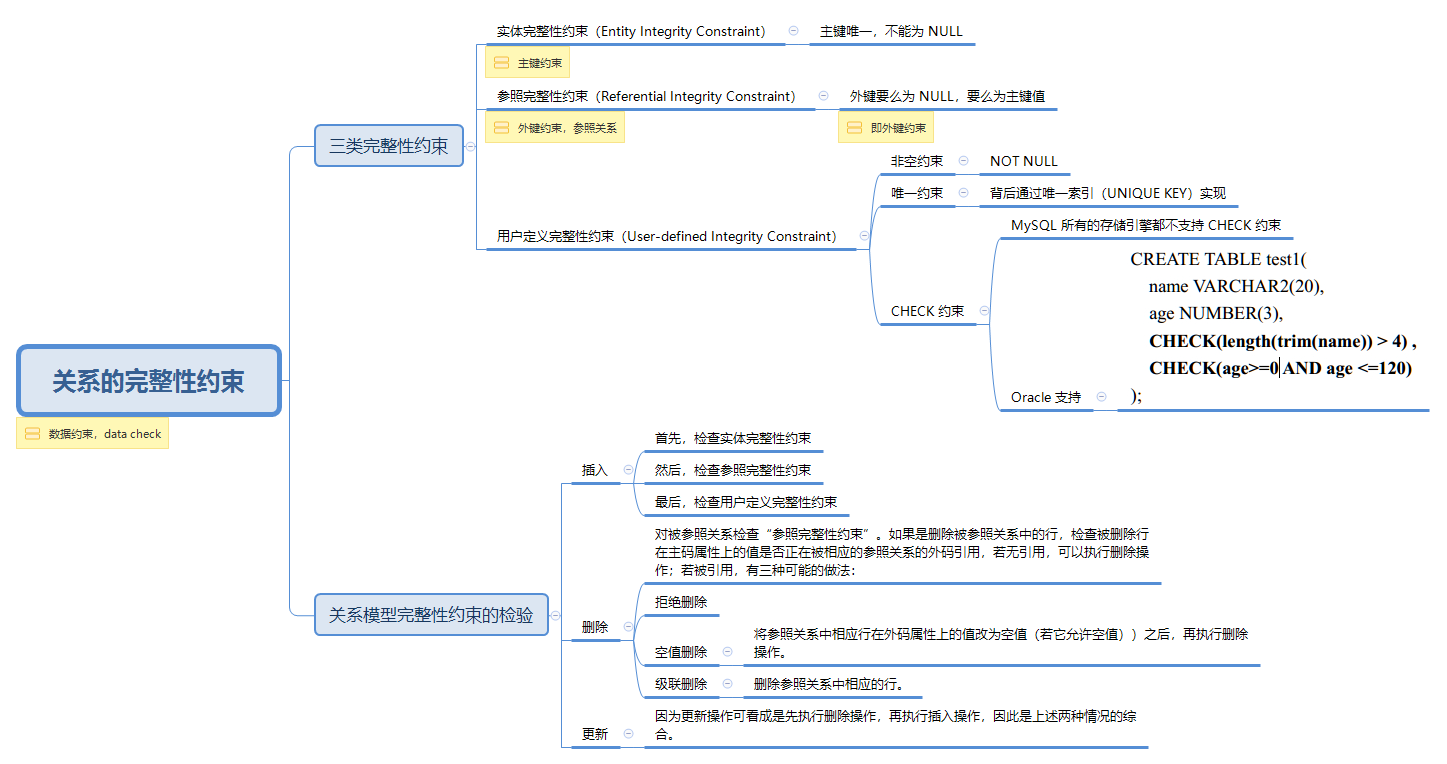 关系的完整性约束
数据约束，data check
三类完整性约束
实体完整性约束（Entity Integrity Constraint）
主键约束
主键唯一，不能为 NULL
参照完整性约束（Referential Integrity Constraint）
外键约束，参照关系
外键要么为 NULL，要么为主键值
即外键约束
用户定义完整性约束（User-defined Integrity Constraint）
非空约束
NOT NULL
唯一约束
背后通过唯一索引（UNIQUE KEY）实现
CHECK 约束
MySQL 所有的存储引擎都不支持 CHECK 约束
Oracle 支持
CREATE TABLE test1(
name VARCHAR2(20),
age NUMBER(3),
CHECK(length(trim(name)) > 4) ,
CHECK(age>=0 AND age <=120)
);
关系模型完整性约束的检验
插入
首先，检查实体完整性约束
然后，检查参照完整性约束
最后，检查用户定义完整性约束
删除
对被参照关系检查“参照完整性约束”。如果是删除被参照关系中的行，检查被删除行
在主码属性上的值是否正在被相应的参照关系的外码引用，若无引用，可以执行删除操
作；若被引用，有三种可能的做法：
拒绝删除
空值删除
将参照关系中相应行在外码属性上的值改为空值（若它允许空值））之后，再执行删除
操作。
级联删除
删除参照关系中相应的行。
更新
因为更新操作可看成是先执行删除操作，再执行插入操作，因此是上述两种情况的综
合。